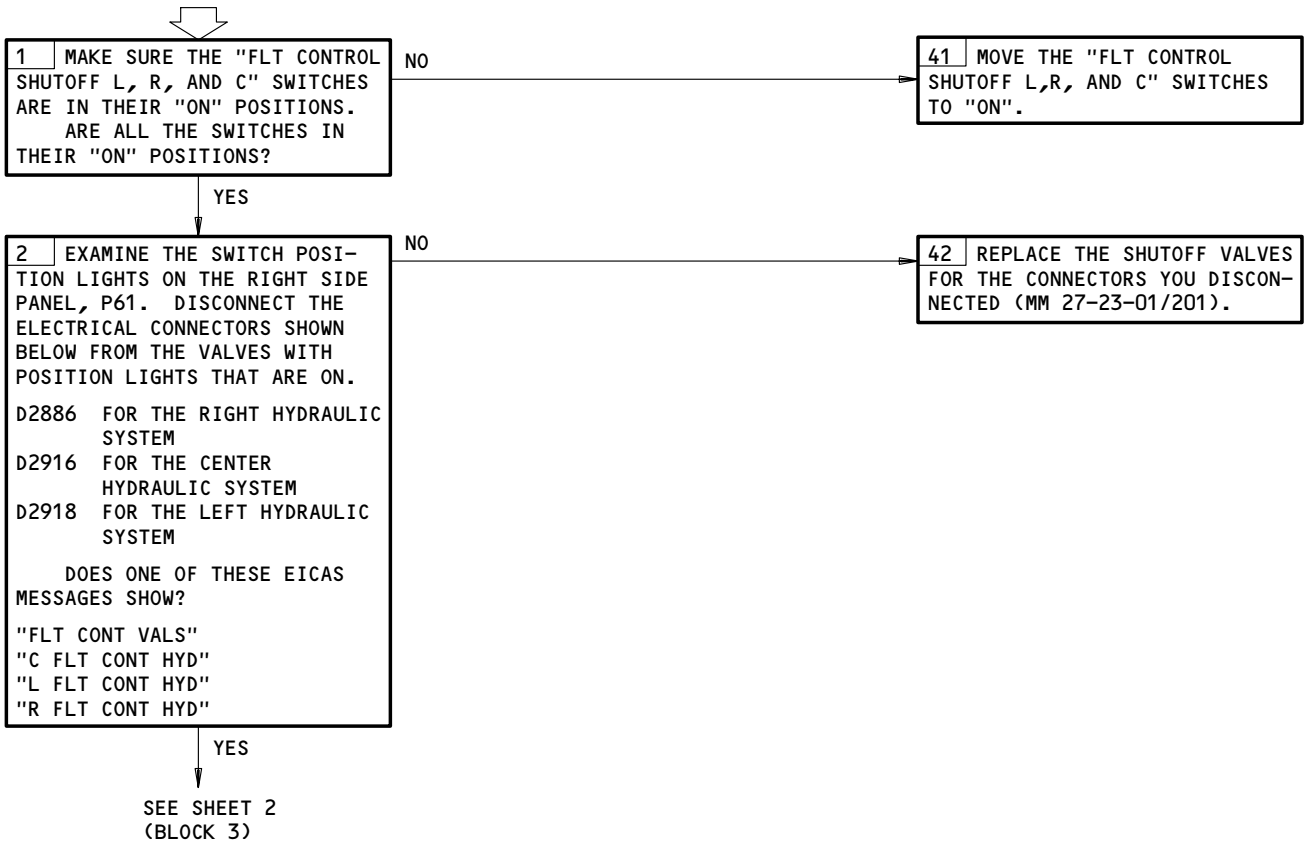 1 MAKE SURE THE "FLT CONTROL
SHUTOFF L, R, AND C" SWITCHES
ARE IN THEIR "ON" POSITIONS.
ARE ALL THE SWITCHES IN
THEIR "ON" POSITIONS?
NO
41 MOVE THE "FLT CONTROL
SHUTOFF L,R, AND C" SWITCHES
TO "ON".
YES
2 EXAMINE THE SWITCH POSI-
TION LIGHTS ON THE RIGHT SIDE
PANEL, P61. DISCONNECT THE
ELECTRICAL CONNECTORS SHOWN
BELOW FROM THE VALVES WITH
POSITION LIGHTS THAT ARE ON.
D2886 FOR THE RIGHT HYDRAULIC
SYSTEM
D2916 FOR THE CENTER
HYDRAULIC SYSTEM
D2918 FOR THE LEFT HYDRAULIC
SYSTEM
DOES ONE OF THESE EICAS
MESSAGES SHOW?
"FLT CONT VALS"
"C FLT CONT HYD"
"L FLT CONT HYD"
"R FLT CONT HYD"
NO
42 REPLACE THE SHUTOFF VALVES
FOR THE CONNECTORS YOU DISCON-
NECTED (MM 27-23-01/201).
YES
SEE SHEET 2
(BLOCK 3)